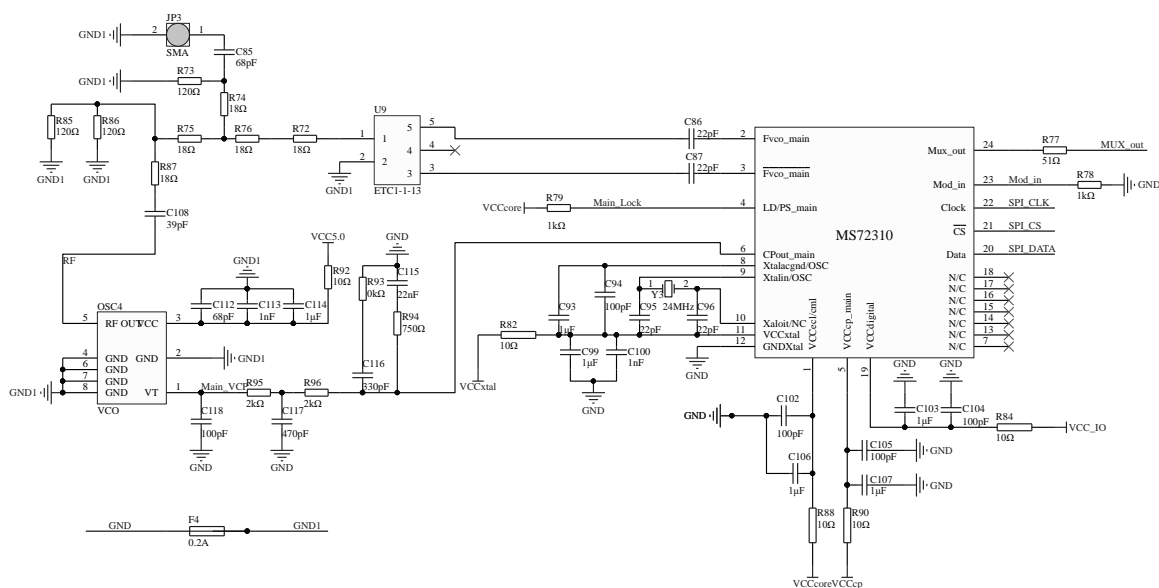 JP3
GND1 2 1
SMA
C85
68pF
GND1 R73
120Ω
R74
18Ω
R85
120Ω
R86
120Ω
GND1 GND1
R75
18Ω
R76
18Ω
R72
18Ω
R87
18Ω
C108
39pF
RF
U9
1 1 5 5
2 2 4 4
3 3
GND1
ETC1-1-13
C86
22pF
C87
22pF
VCCcore R79 Main_Lock
1kΩ
MS72310
2 Fvco_main
3 Fvco_main
4 LD/PS_main
6 CPout_main
8 Xtalacgnd/OSC
9 Xtalin/OSC
10 Xaloit/NC
11 VCCxtal
12 GNDXtal
VCCecl/cml
VCCcp_main
VCCdigital
1 5 19
Mux_out 24 R77 MUX_out
51Ω
Mod_in 23 Mod_in R78 GND
1kΩ
Clock 22 SPI_CLK
CS 21 SPI_CS
Data 20 SPI_DATA
N/C 18
N/C 17
N/C 16
N/C 15
N/C 14
N/C 13
N/C 7
VCC5.0
R92
10Ω
GND
R93
0kΩ
C115
22nF
R94
750Ω
C116
330pF
GND1
C112
68pF
C113
1nF
C114
1μF
OSC4
5 RF OUT VCC 3
4 GND GND 2 GND1
6 GND
7 GND
GND1 8 GND VT 1
VCO
Main_VCP
R95
2kΩ
R96
2kΩ
C118
100pF
C117
470pF
GND GND
C93
1μF
C94
100pF
C95
22pF
1 Y3 2
24MHz
C96
22pF
R82
10Ω
VCCxtal
C99
1μF
C100
1nF
GND
GND
GND GND
C103
1μF
C104
100pF
R84
10Ω
VCC_IO
GND C102
100pF
C106
1μF
C105
100pF
GND
C107
1μF
GND
R88
10Ω
R90
10Ω
VCCcore VCCcp
GND F4 GND1
0.2A